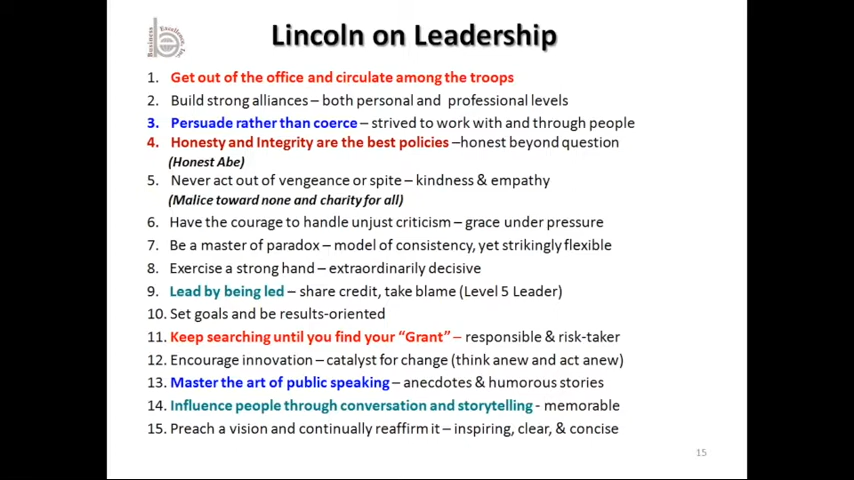 Business Excellence, Inc.
be
Lincoln on Leadership
1. Get out of the office and circulate among the troops
2. Build strong alliances – both personal and professional levels
3. Persuade rather than coerce – strived to work with and through people
4. Honesty and Integrity are the best policies –honest beyond question
(Honest Abe)
5. Never act out of vengeance or spite – kindness & empathy
(Malice toward none and charity for all)
6. Have the courage to handle unjust criticism – grace under pressure
7. Be a master of paradox – model of consistency, yet strikingly flexible
8. Exercise a strong hand – extraordinarily decisive
9. Lead by being led – share credit, take blame (Level 5 Leader)
10. Set goals and be results-oriented
11. Keep searching until you find your “Grant” – responsible & risk-taker
12. Encourage innovation – catalyst for change (think anew and act anew)
13. Master the art of public speaking – anecdotes & humorous stories
14. Influence people through conversation and storytelling - memorable
15. Preach a vision and continually reaffirm it – inspiring, clear, & concise
15